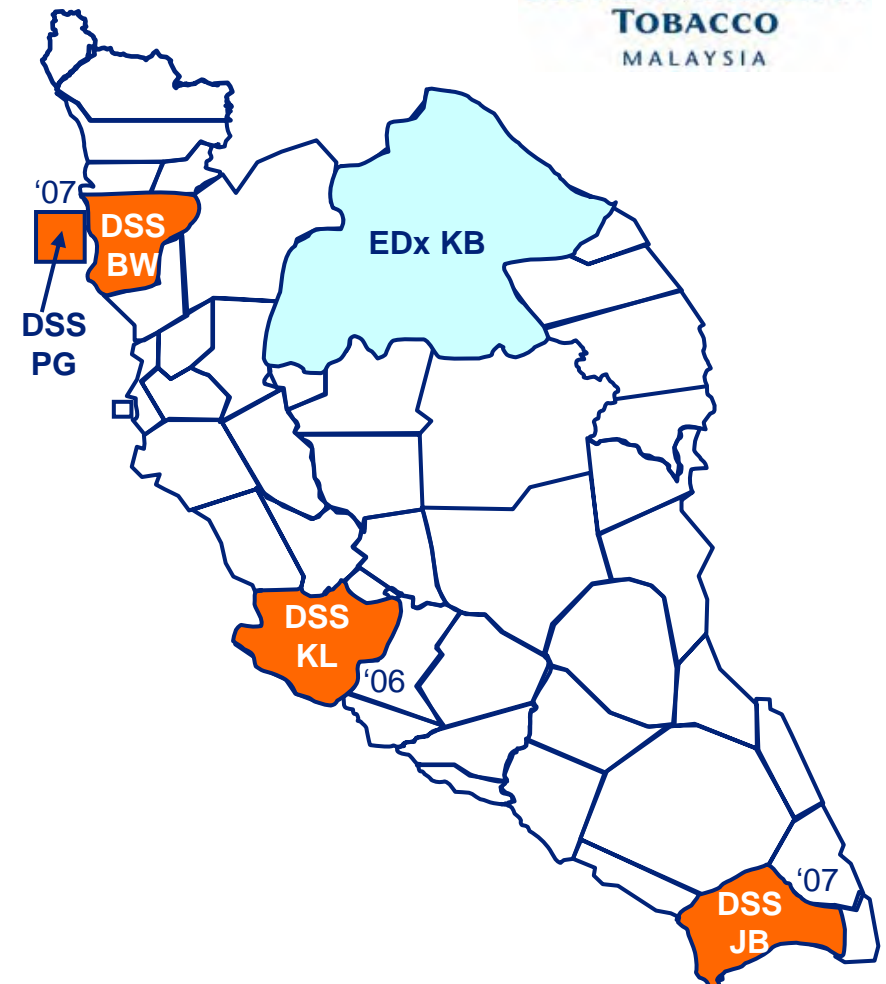 TOBACCO
MALAYSIA
‘07
DSS
BW
DSS
PG
EDx KB
DSS
KL
‘06
‘07
DSS
JB